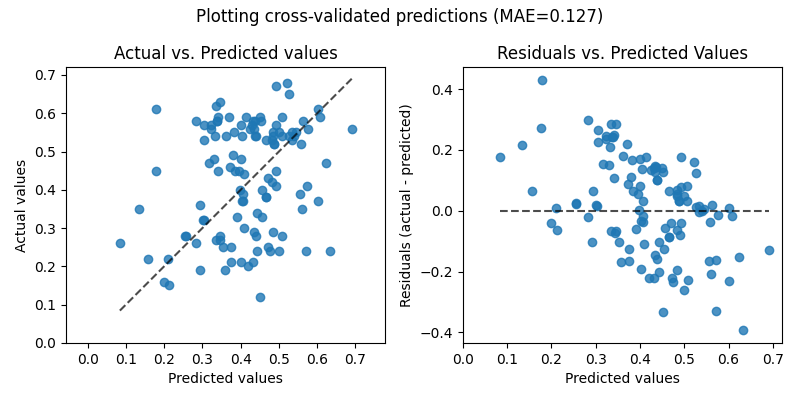 Plotting cross-validated predictions (MAE=0.127)
Actual vs. Predicted values
Actual values
0.7
0.6
0.5
0.4
0.3
0.2
0.1
0.0
0.0 0.1 0.2 0.3 0.4 0.5 0.6 0.7
Predicted values
Residuals vs. Predicted Values
Residuals (actual - predicted)
0.4
0.2
0.0
−0.2
−0.4
0.0 0.1 0.2 0.3 0.4 0.5 0.6 0.7
Predicted values